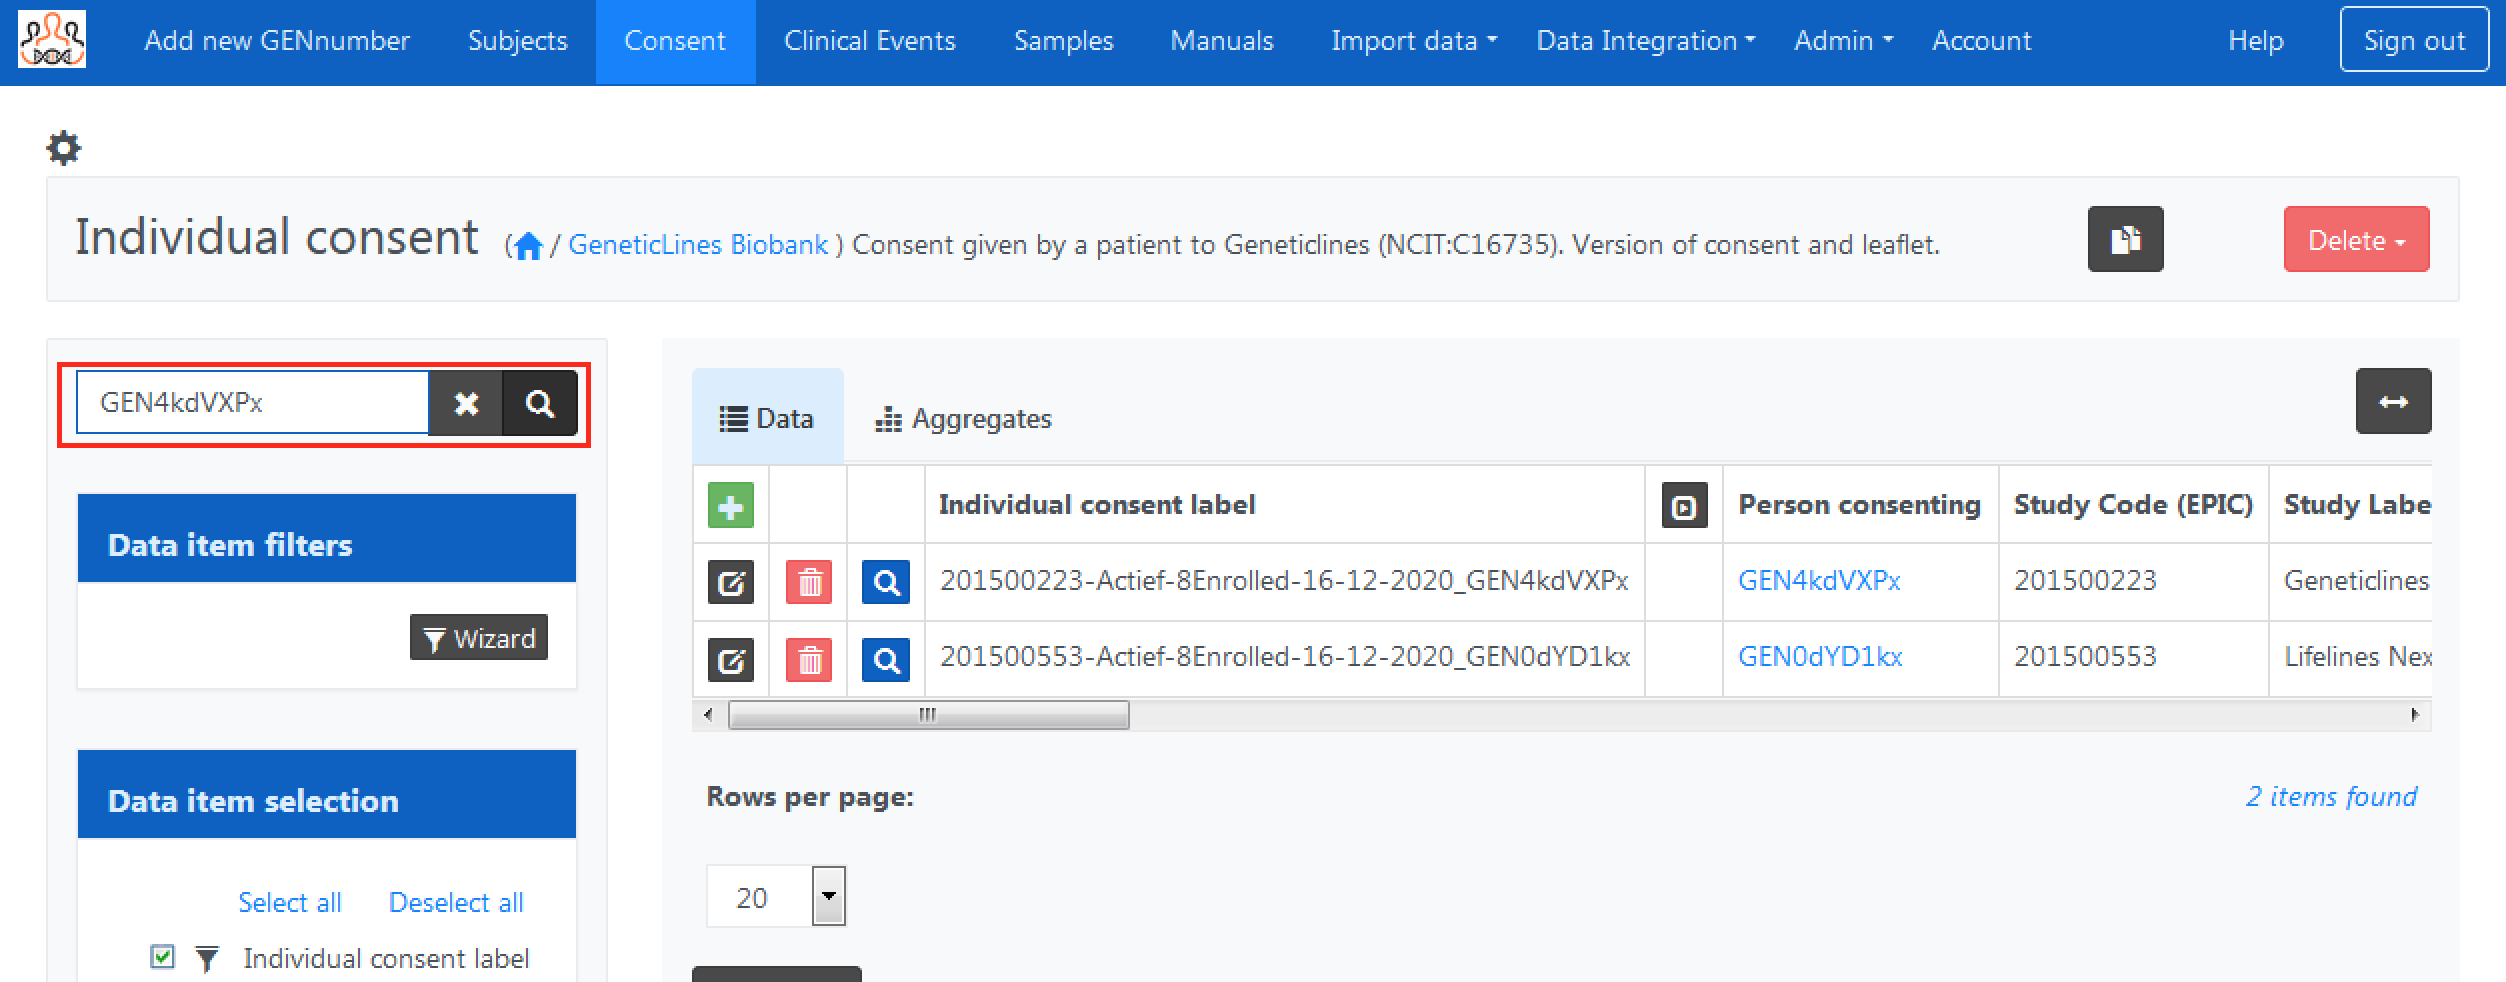 Add new GENnumber Subjects Consent Clinical Events Samples Manuals Import data Data Integration Admin Account Help Sign out
Individual consent ( / GeneticLines Biobank ) Consent given by a patient to Geneticlines (NCIT:C16735). Version of consent and leaflet. Delete
GEN4kdVXPx
Data item filters
Wizard
Data item selection
Select all Deselect all
Individual consent label
Data Aggregates
Individual consent label Person consenting Study Code (EPIC) Study Labe
201500223-Actief-8Enrolled-16-12-2020_GEN4kdVXPx GEN4kdVXPx 201500223 Geneticlines
201500553-Actief-8Enrolled-16-12-2020_GEN0dYD1kx GEN0dYD1kx 201500553 Lifelines Nex
Rows per page: 2 items found
20